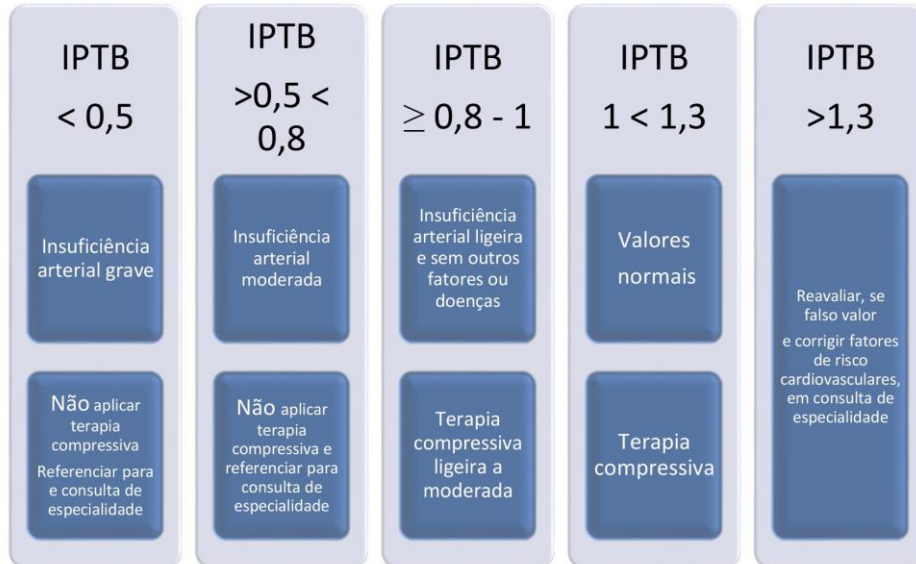 IPTB
< 0,5
Insuficiência
arterial grave
Não aplicar
terapia
compressiva
Referenciar para
e consulta de
especialidade
IPTB
>0,5 <
0,8
Insuficiência
arterial
moderada
Não aplicar
terapia
compressiva e
referenciar para
consulta de
especialidade
IPTB
≥ 0,8 - 1
Insuficiência
arterial ligeira
e sem outros
fatores ou
doenças
Terapia
compressiva
ligeira a
moderada
IPTB
1 < 1,3
Valores
normais
Terapia
compressiva
IPTB
>1,3
Reavaliar, se
falso valor
e corrigir fatores
de risco
cardiovasculares,
em consulta de
especialidade